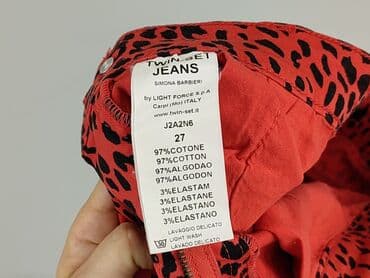 TWIN-SET
JEANS
SIMONA BARBIERI
by LIGHT FORCE S.p.A
Carpi (Mo) ITALY
www.twin-set.it
J2A2N6
27
97%COTONE
97%COTTON
97%ALGODAO
97%ALGODON
3%ELASTAM
3%ELASTANE
3%ELASTANO
3%ELASTANO
LAVAGGIO DELICATO
LIGHT WASH
LAVADO DELICATO